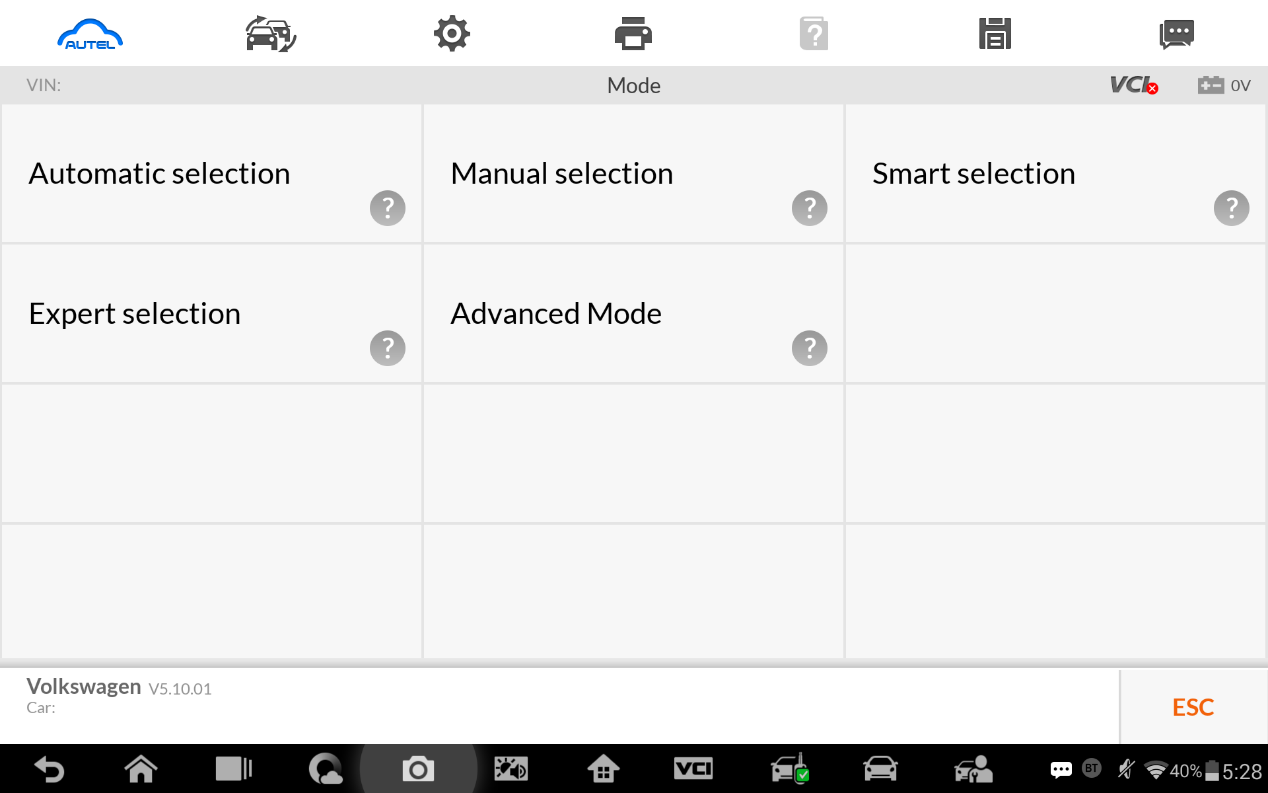 AUTEL
VIN: Mode VCI 0V
Automatic selection Manual selection Smart selection
? ? ?
Expert selection Advanced Mode
? ?
Volkswagen V5.10.01
Car:
ESC
VCI BT 40% 5:28